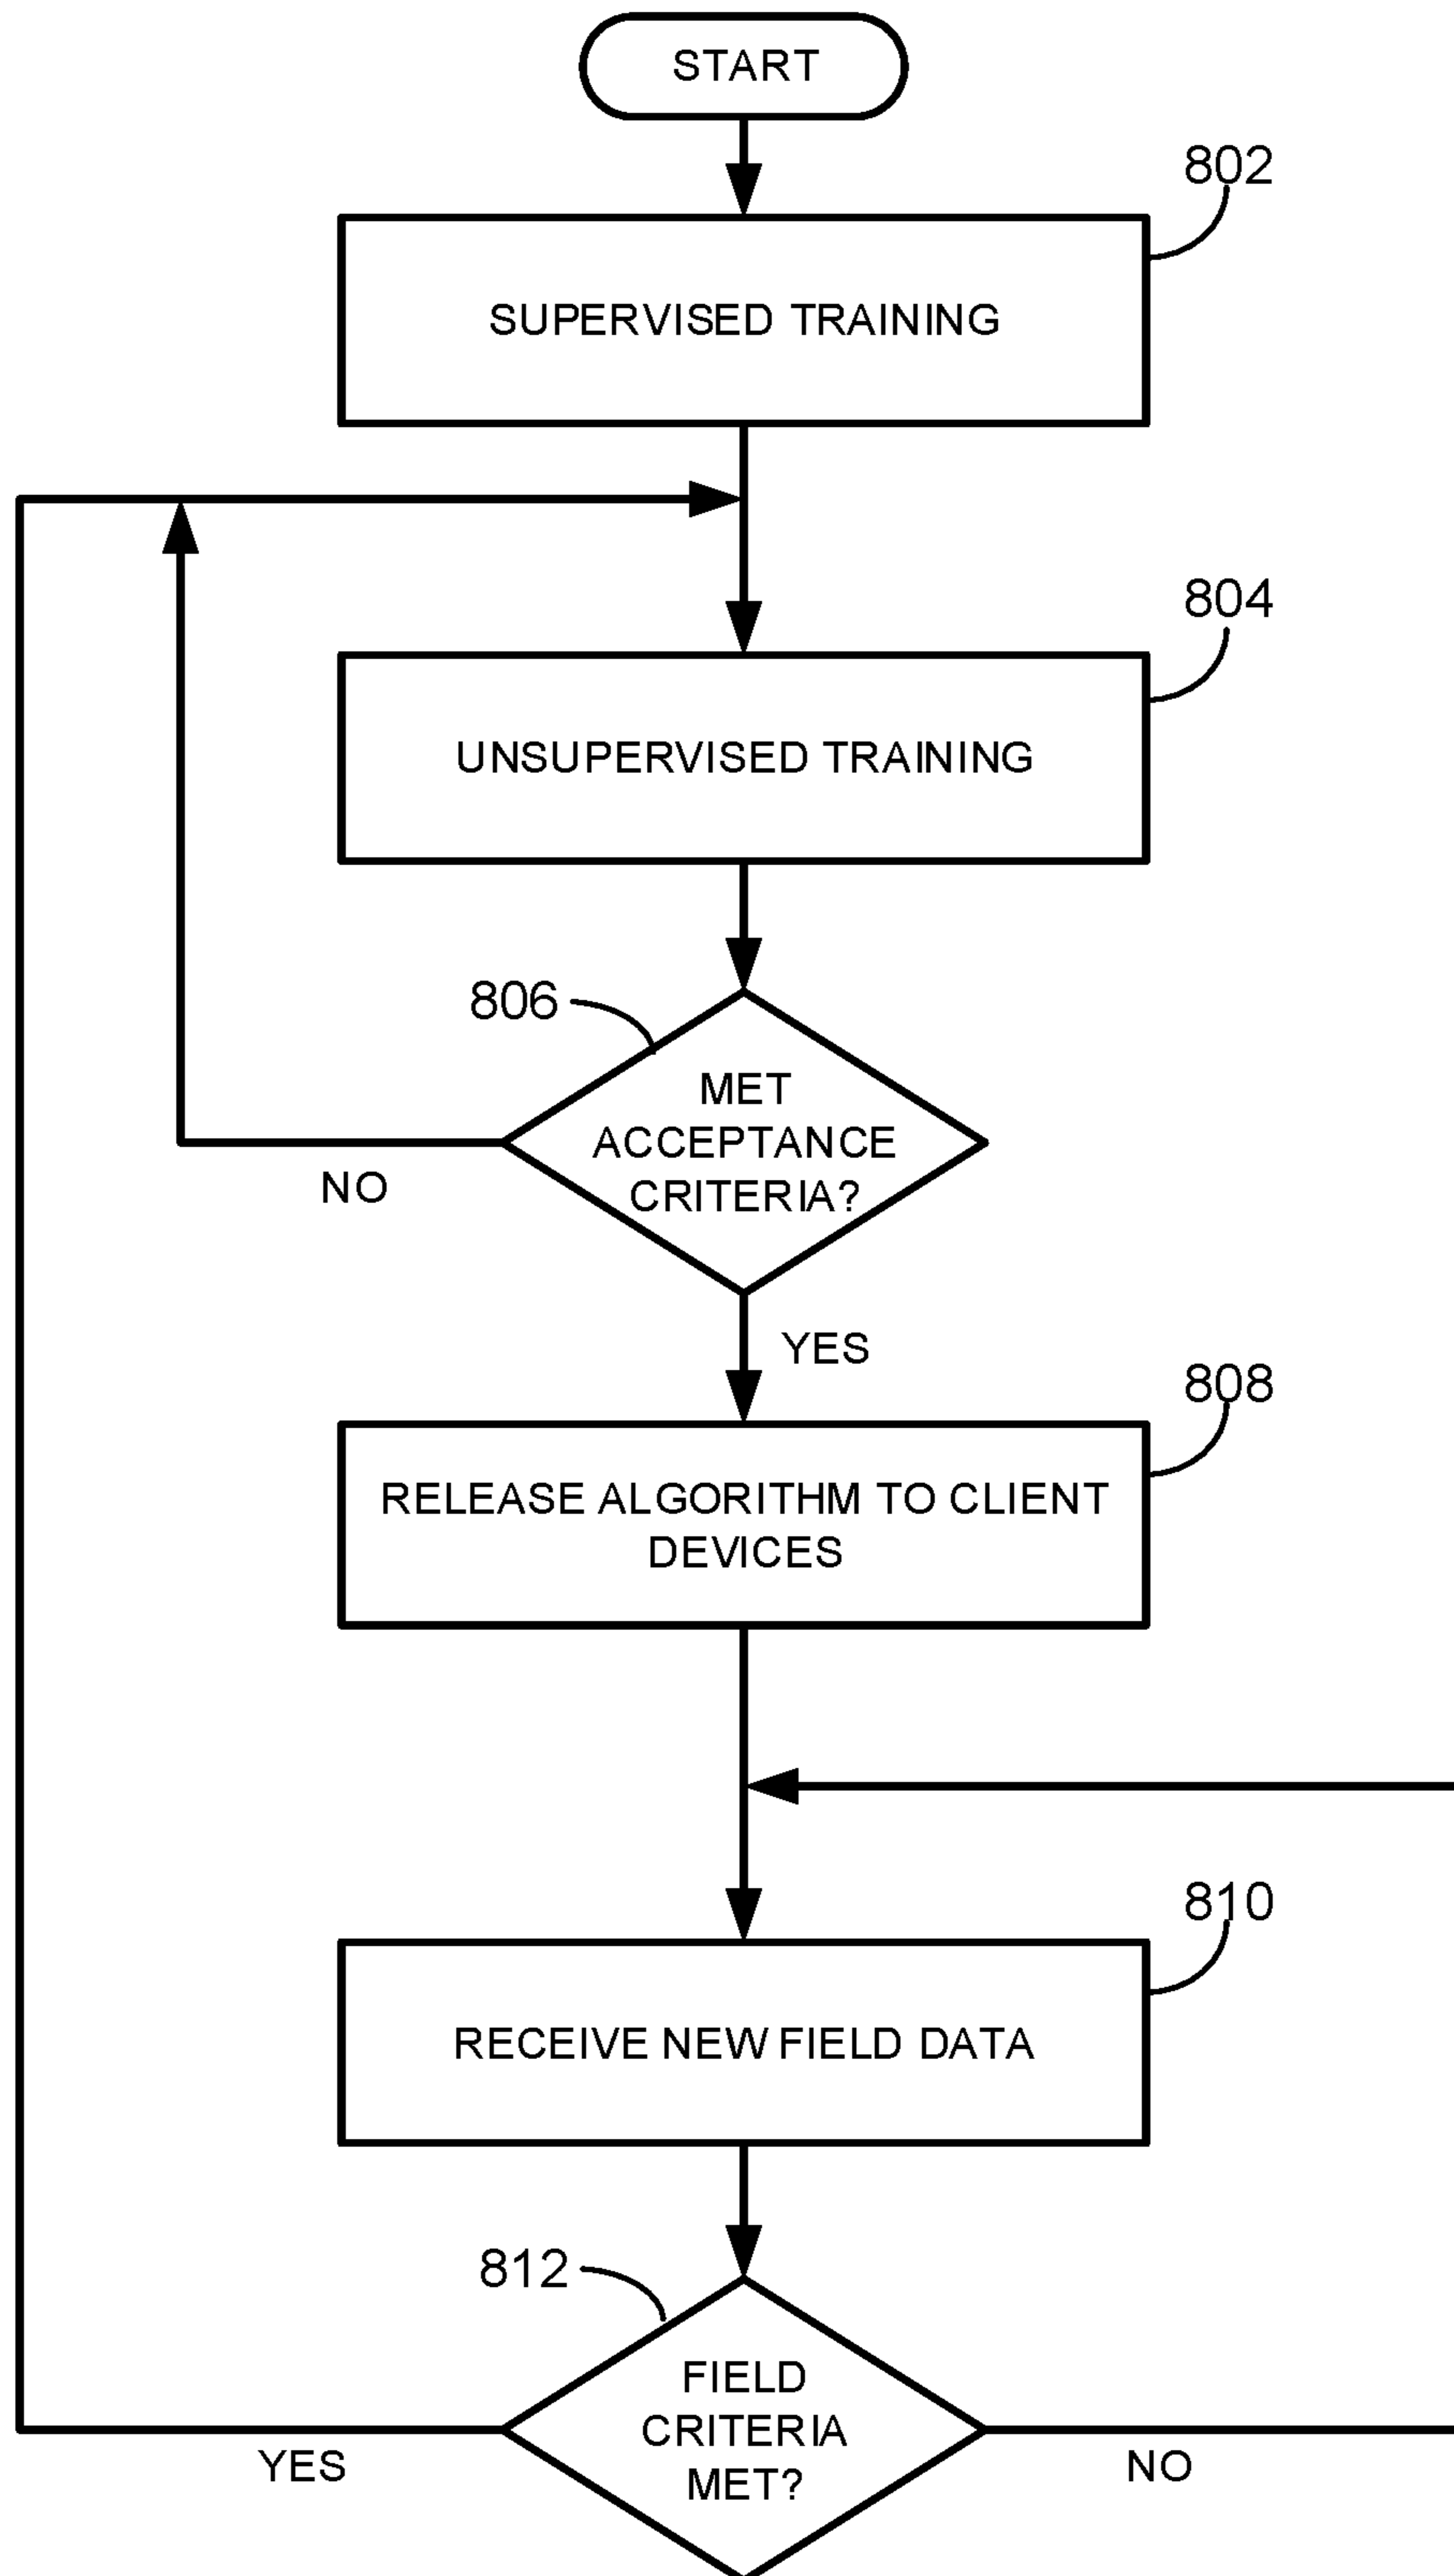 START
802
SUPERVISED TRAINING
804
UNSUPERVISED TRAINING
806
MET
ACCEPTANCE
CRITERIA?
NO
YES
808
RELEASE ALGORITHM TO CLIENT
DEVICES
810
RECEIVE NEW FIELD DATA
812
FIELD
CRITERIA
MET?
YES
NO